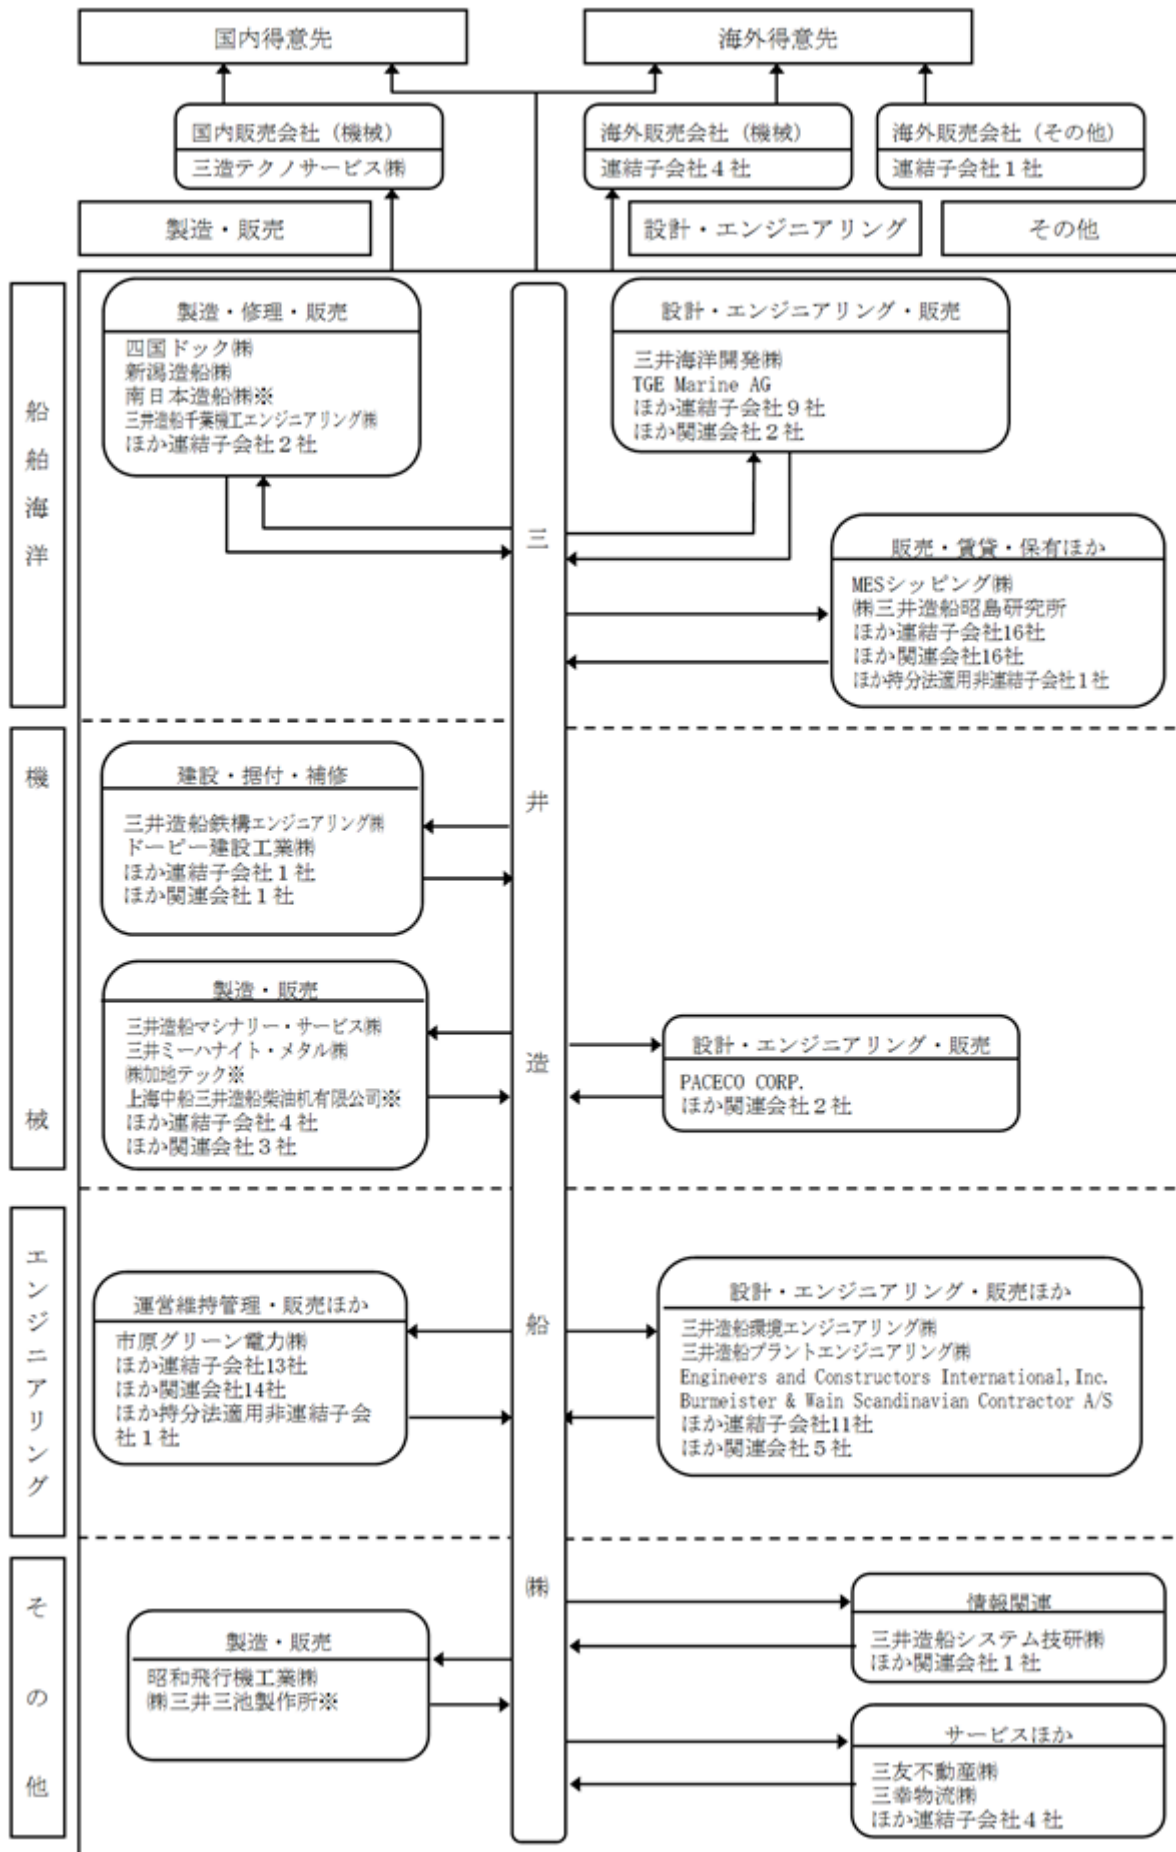 国内得意先
海外得意先
国内販売会社（機械）
三造テクノサービス㈱
海外販売会社（機械）
連結子会社４社
海外販売会社（その他）
連結子会社１社
製造・販売
設計・エンジニアリング
その他
船舶海洋
製造・修理・販売
四国ドック㈱
新潟造船㈱
南日本造船㈱※
三井造船千葉機工エンジニアリング㈱
ほか連結子会社２社
設計・エンジニアリング・販売
三井海洋開発㈱
TGE Marine AG
ほか連結子会社９社
ほか関連会社２社
販売・賃貸・保有ほか
MESシッピング㈱
㈱三井造船昭島研究所
ほか連結子会社16社
ほか関連会社16社
ほか持分法適用非連結子会社１社
三井造船㈱
機械
建設・据付・補修
三井造船鉄構エンジニアリング㈱
ドーピー建設工業㈱
ほか連結子会社１社
ほか関連会社１社
製造・販売
三井造船マシナリー・サービス㈱
三井ミーハナイト・メタル㈱
㈱加地テック※
上海中船三井造船柴油机有限公司※
ほか連結子会社４社
ほか関連会社３社
設計・エンジニアリング・販売
PACECO CORP.
ほか関連会社２社
エンジニアリング
運営維持管理・販売ほか
市原グリーン電力㈱
ほか連結子会社13社
ほか関連会社14社
ほか持分法適用非連結子会
社１社
設計・エンジニアリング・販売ほか
三井造船環境エンジニアリング㈱
三井造船プラントエンジニアリング㈱
Engineers and Constructors International,Inc.
Burmeister & Wain Scandinavian Contractor A/S
ほか連結子会社11社
ほか関連会社５社
その他
製造・販売
昭和飛行機工業㈱
㈱三井三池製作所※
情報関連
三井造船システム技研㈱
ほか関連会社１社
サービスほか
三友不動産㈱
三幸物流㈱
ほか連結子会社４社